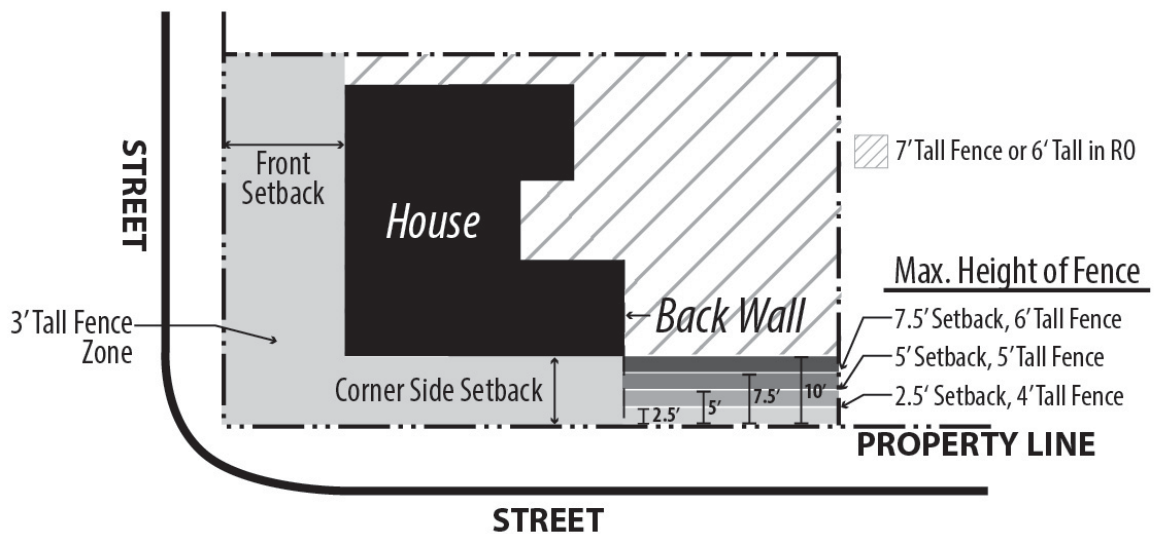 STREET
Front
Setback
House
7' Tall Fence or 6' Tall in RO
Max. Height of Fence
3' Tall Fence
Zone
Back Wall
7.5' Setback, 6' Tall Fence
5' Setback, 5' Tall Fence
2.5' Setback, 4' Tall Fence
Corner Side Setback
2.5'
5'
7.5'
10'
PROPERTY LINE
STREET